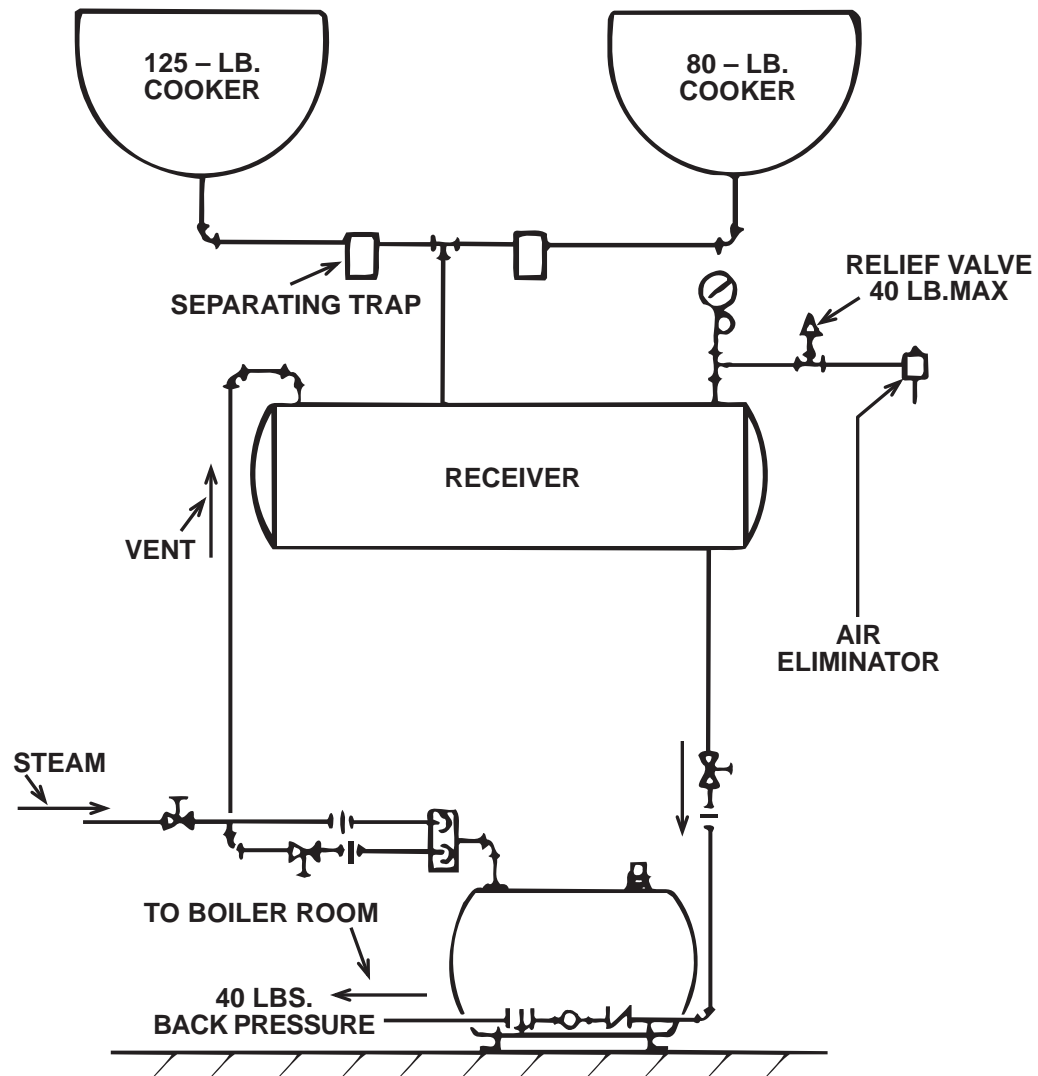 125 – LB.
COOKER
80 – LB.
COOKER
SEPARATING TRAP
RELIEF VALVE
40 LB.MAX
RECEIVER
VENT
AIR
ELIMINATOR
STEAM
TO BOILER ROOM
40 LBS.
BACK PRESSURE